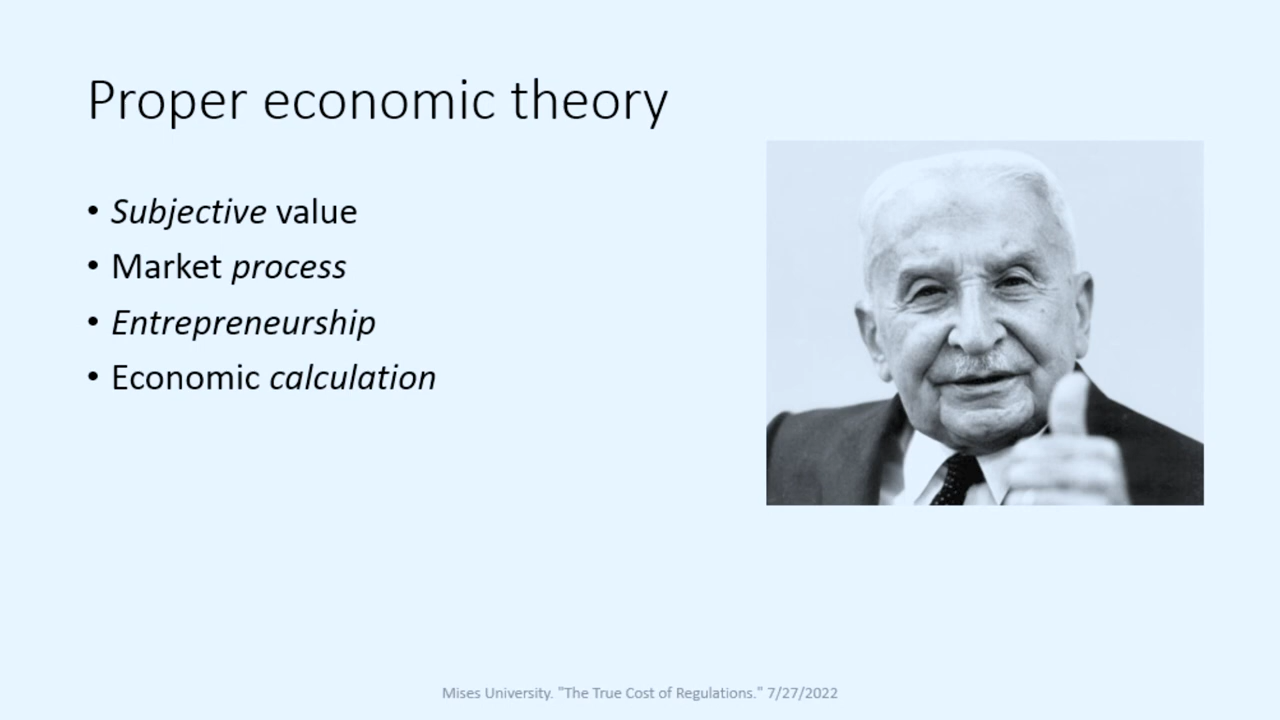 Proper economic theory
• Subjective value
• Market process
• Entrepreneurship
• Economic calculation
Mises University. "The True Cost of Regulations." 7/27/2022